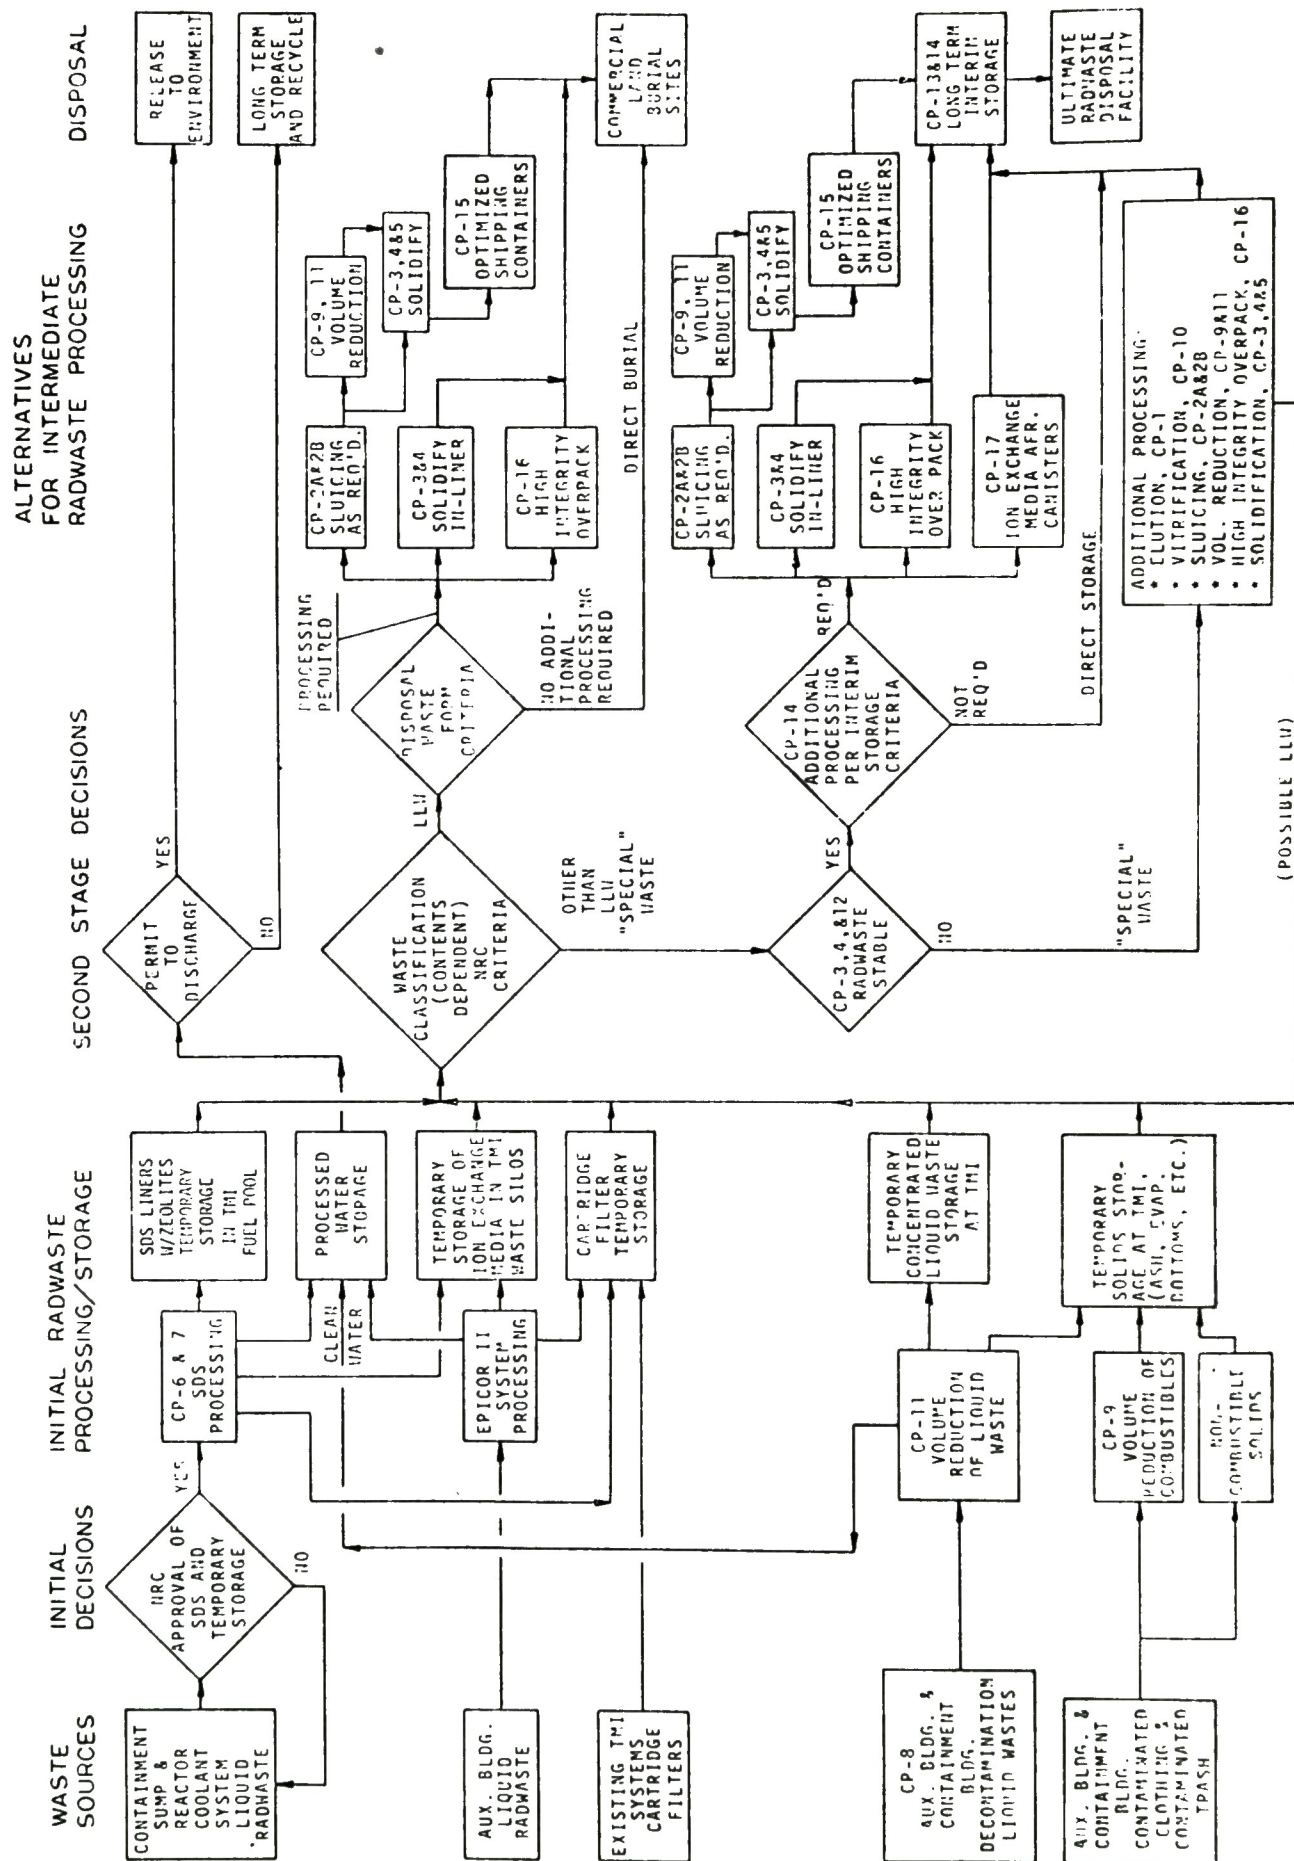 WASTE
SOURCES
INITIAL
DECISIONS
INITIAL RADWASTE
PROCESSING/STORAGE
SECOND STAGE DECISIONS
ALTERNATIVES
FOR INTERMEDIATE
RADWASTE PROCESSING
DISPOSAL
CONTAINMENT
SUMP &
REACTOR
COOLANT
SYSTEM
LIQUID
RADWASTE
NRC
APPROVAL OF
SDS AND
TEMPORARY
STORAGE
YES
NO
CP-6 & 7
SDS
PROCESSING
SDS LINERS
W/ZEOLITES
TEMPORARY
STORAGE
IN TMI
FUEL POOL
PROCESSED
WATER
STORAGE
CLEAN
WATER
PERMIT
TO
DISCHARGE
YES
NO
RELEASE
TO
ENVIRONMENT
LONG TERM
STORAGE
AND RECYCLE
AUX. BLDG.
LIQUID
RADWASTE
EPICOR II
SYSTEM
PROCESSING
TEMPORARY
STORAGE OF
ION EXCHANGE
MEDIA IN TMI
WASTE SILOS
EXISTING TMI
SYSTEMS
CARTRIDGE
FILTERS
CARTRIDGE
FILTER
TEMPORARY
STORAGE
WASTE
CLASSIFICATION
(CONTENTS
DEPENDENT)
NRC
CRITERIA
LLW
OTHER
THAN
LLW
"SPECIAL"
WASTE
DISPOSAL
WASTE
FORM
CRITERIA
PROCESSING
REQUIRED
NO ADDI-
TIONAL
PROCESSING
REQUIRED
CP-2A&2B
SLUICING
AS REQ'D.
CP-9, 11
VOLUME
REDUCTION
CP-3,4&5
SOLIDIFY
CP-3&4
SOLIDIFY
IN-LINER
CP-15
OPTIMIZED
SHIPPING
CONTAINERS
CP-16
HIGH
INTEGRITY
OVERPACK
DIRECT BURIAL
COMMERCIAL
LAND
BURIAL
SITES
CP-8
AUX. BLDG. &
CONTAINMENT
BLDG.
DECONTAMINATION
LIQUID WASTES
CP-11
VOLUME
REDUCTION
OF LIQUID
WASTE
TEMPORARY
CONCENTRATED
LIQUID WASTE
STORAGE
AT TMI
CP-3,4,&12
RADWASTE
STABLE
YES
NO
"SPECIAL"
WASTE
CP-14
ADDITIONAL
PROCESSING
PER INTERIM
STORAGE
CRITERIA
REQ'D
NOT
REQ'D
CP-2A&2B
SLUICING
AS REQ'D.
CP-9, 11
VOLUME
REDUCTION
CP-3,4&5
SOLIDIFY
CP-3&4
SOLIDIFY
IN-LINER
CP-15
OPTIMIZED
SHIPPING
CONTAINERS
CP-16
HIGH
INTEGRITY
OVER PACK
CP-17
ION EXCHANGE
MEDIA AFR.
CANISTERS
DIRECT STORAGE
CP-13&14
LONG TERM
INTERIM
STORAGE
ULTIMATE
RADWASTE
DISPOSAL
FACILITY
AUX. BLDG. &
CONTAINMENT
BLDG.
CONTAMINATED
CLOTHING &
CONTAMINATED
TRASH
CP-9
VOLUME
REDUCTION OF
COMBUSTIBLES
NON-
COMBUSTIBLE
SOLIDS
TEMPORARY
SOLIDS STOR-
AGE AT TMI,
(ASH, EVAP.
BOTTOMS, ETC.)
ADDITIONAL PROCESSING:
* ELUTION, CP-1
* VITRIFICATION, CP-10
* SLUICING, CP-2A&2B
* VOL. REDUCTION, CP-9&11
* HIGH INTEGRITY OVERPACK, CP-16
* SOLIDIFICATION, CP-3,4&5
(POSSIBLE LLW)